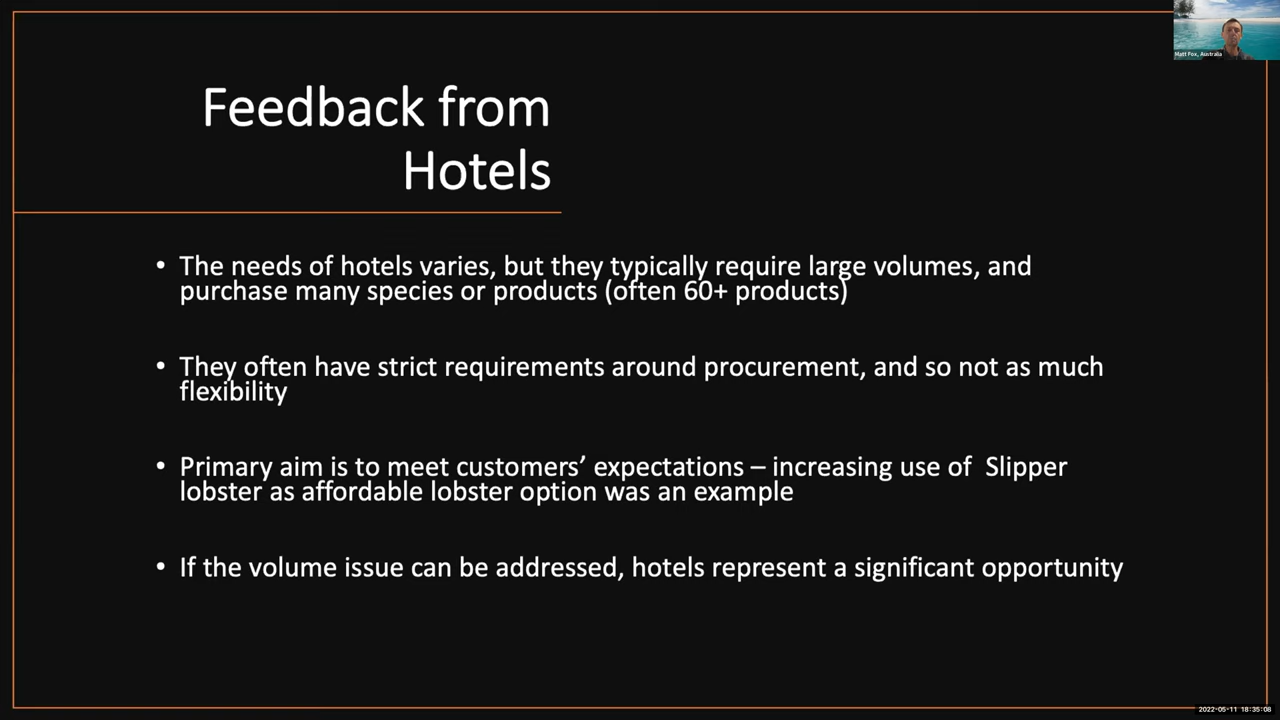 Matt Fox, Australia
Feedback from
Hotels
• The needs of hotels varies, but they typically require large volumes, and
purchase many species or products (often 60+ products)
• They often have strict requirements around procurement, and so not as much
flexibility
• Primary aim is to meet customers’ expectations – increasing use of  Slipper
lobster as affordable lobster option was an example
• If the volume issue can be addressed, hotels represent a significant opportunity
2022-05-11 18:35:08